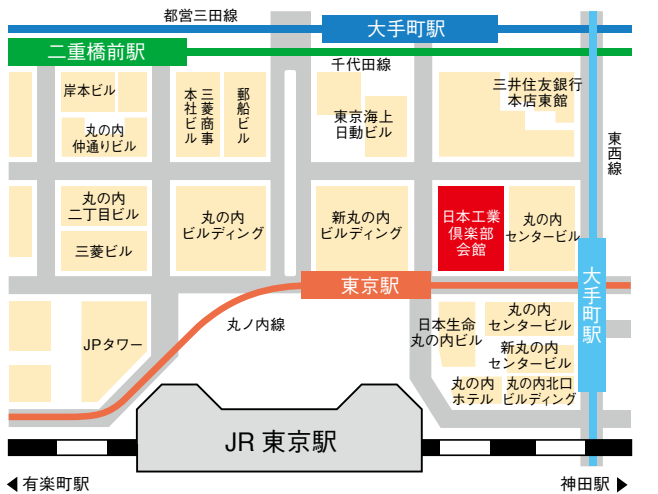 都営三田線
大手町駅
二重橋前駅
千代田線
岸本ビル
丸の内
仲通りビル
三菱商事
本社ビル
郵船ビル
東京海上
日動ビル
三井住友銀行
本店東館
東西線
丸の内
二丁目ビル
三菱ビル
丸の内
ビルディング
新丸の内
ビルディング
日本工業
倶楽部
会館
丸の内
センタービル
大手町駅
東京駅
丸ノ内線
JPタワー
日本生命
丸の内ビル
丸の内
センタービル
新丸の内
センタービル
丸の内
ホテル
丸の内北口
ビルディング
JR 東京駅
有楽町駅
神田駅